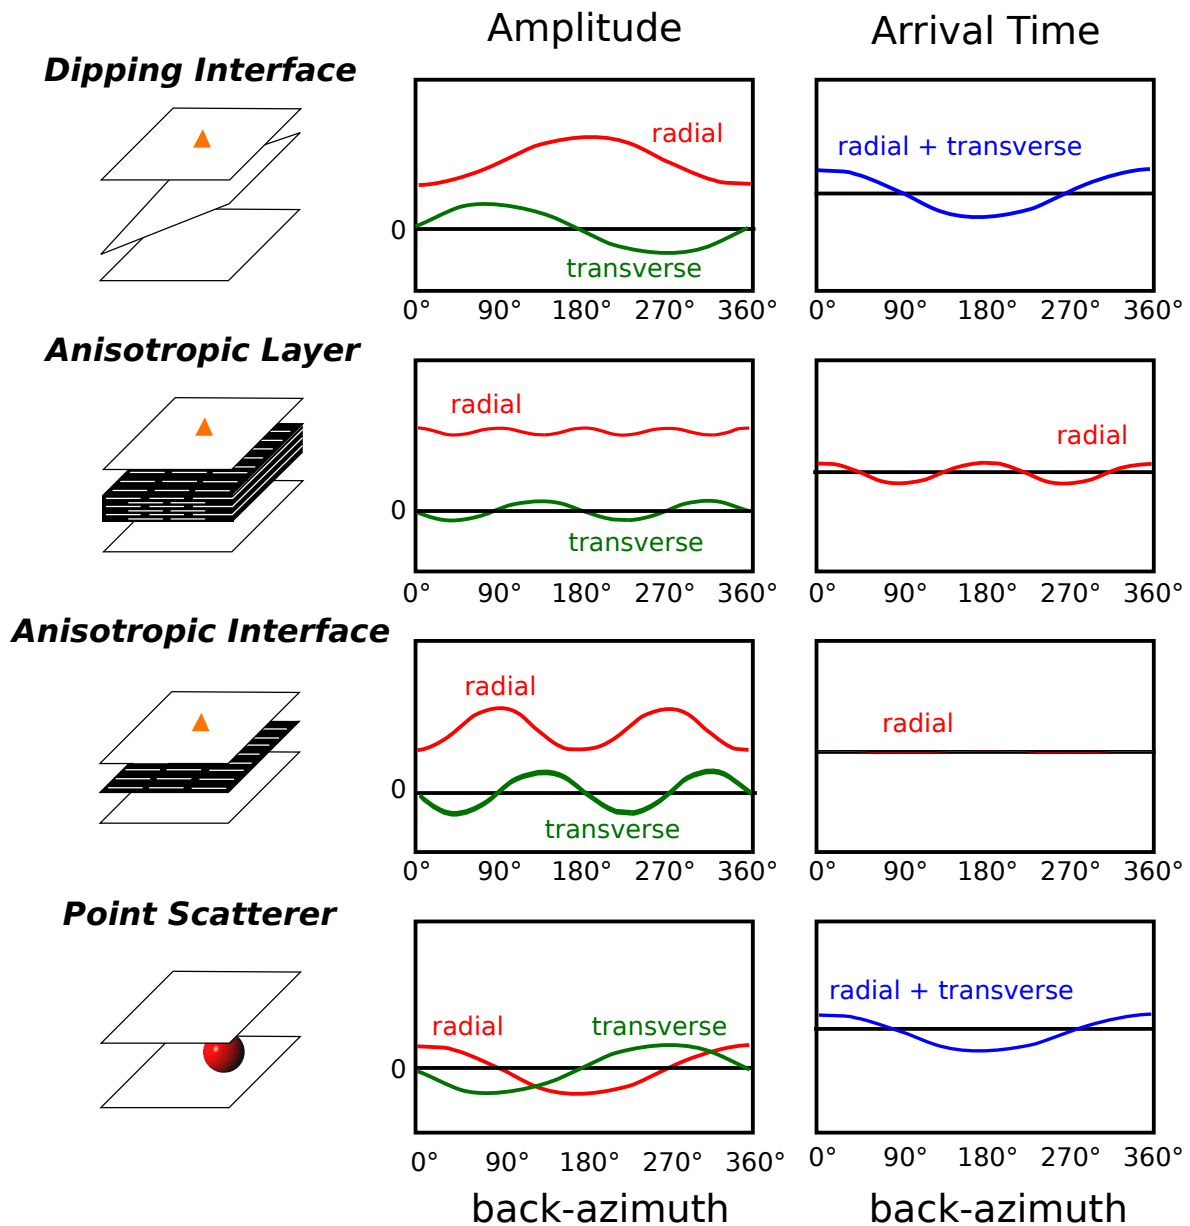 Amplitude
Arrival Time
Dipping Interface
radial
transverse
0
0° 90° 180° 270° 360°
radial + transverse
0° 90° 180° 270° 360°
Anisotropic Layer
radial
transverse
0
0° 90° 180° 270° 360°
radial
0° 90° 180° 270° 360°
Anisotropic Interface
radial
transverse
0
0° 90° 180° 270° 360°
radial
0° 90° 180° 270° 360°
Point Scatterer
radial
transverse
0
0° 90° 180° 270° 360°
radial + transverse
0° 90° 180° 270° 360°
back-azimuth
back-azimuth